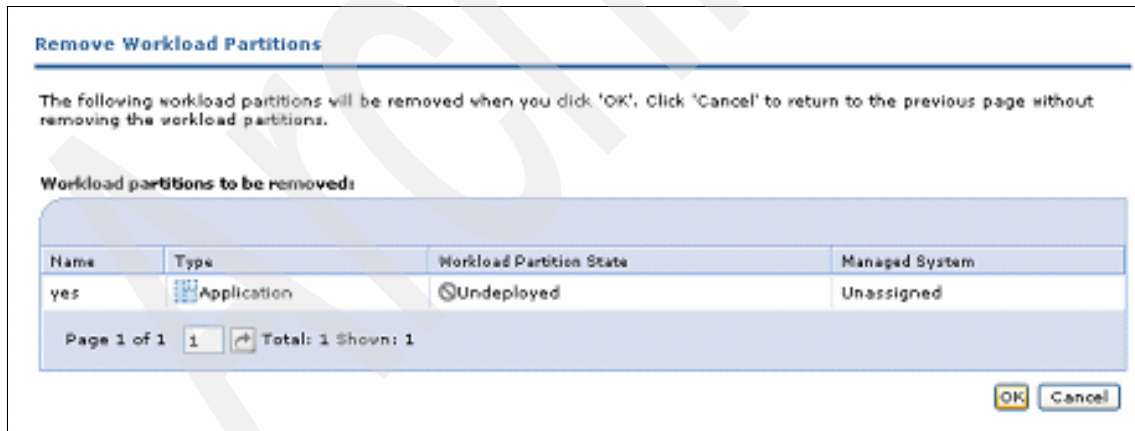 Remove Workload Partitions
The following workload partitions will be removed when you click 'OK'. Click 'Cancel' to return to the previous page without
removing the workload partitions.
Workload partitions to be removed:
Name Type Workload Partition State Managed System
yes Application Undeployed Unassigned
Page 1 of 1 1 Total: 1 Shown: 1
OK Cancel